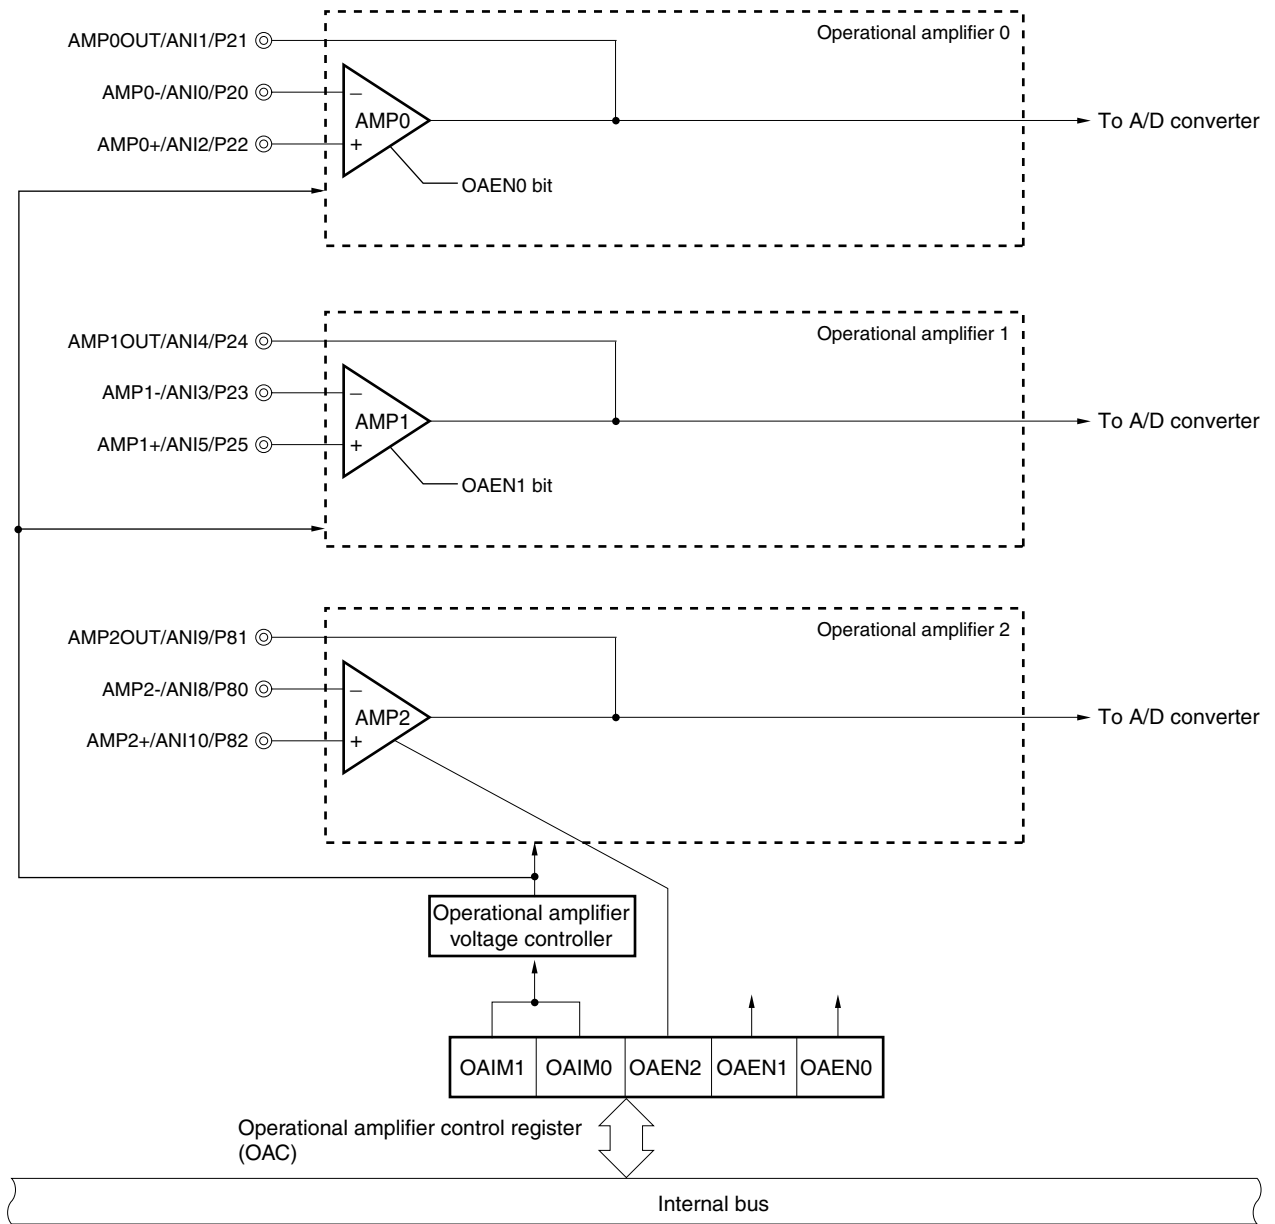 Operational amplifier 0
AMP0OUT/ANI1/P21
AMP0-/ANI0/P20
AMP0+/ANI2/P22
–
AMP0
+
OAEN0 bit
To A/D converter
Operational amplifier 1
AMP1OUT/ANI4/P24
AMP1-/ANI3/P23
AMP1+/ANI5/P25
–
AMP1
+
OAEN1 bit
To A/D converter
Operational amplifier 2
AMP2OUT/ANI9/P81
AMP2-/ANI8/P80
AMP2+/ANI10/P82
–
AMP2
+
To A/D converter
Operational amplifier
voltage controller
OAIM1 OAIM0 OAEN2 OAEN1 OAEN0
Operational amplifier control register
(OAC)
Internal bus